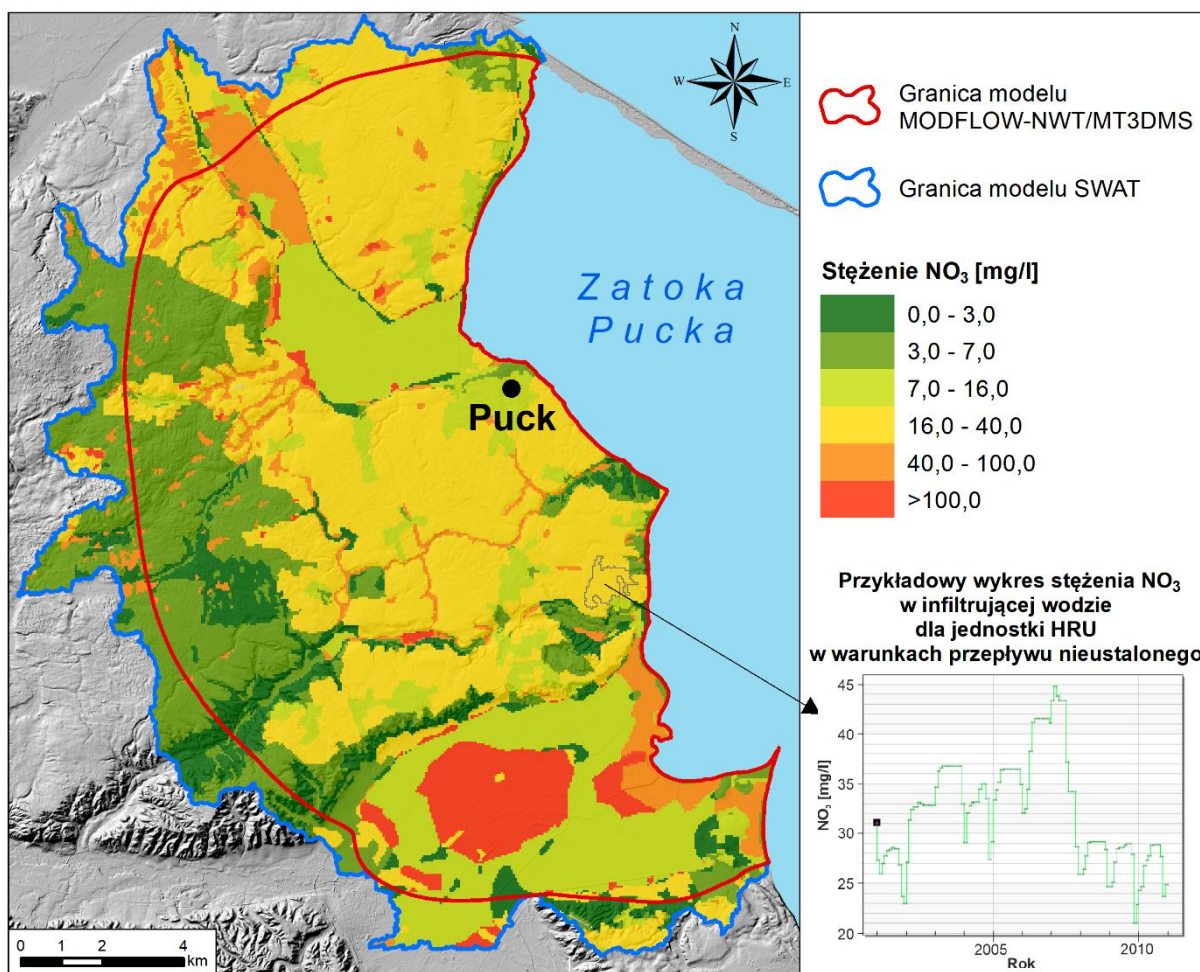 N
W
E
S
Zatoka
Pucka
Puck
0 1 2 4
km
Granica modelu
MODFLOW-NWT/MT3DMS
Granica modelu SWAT
Stężenie NO₃ [mg/l]
0,0 - 3,0
3,0 - 7,0
7,0 - 16,0
16,0 - 40,0
40,0 - 100,0
>100,0
Przykładowy wykres stężenia NO₃
w infiltrującej wodzie
dla jednostki HRU
w warunkach przepływu nieustalonego
NO₃ [mg/l]
45
40
35
30
25
20
2005 2010
Rok